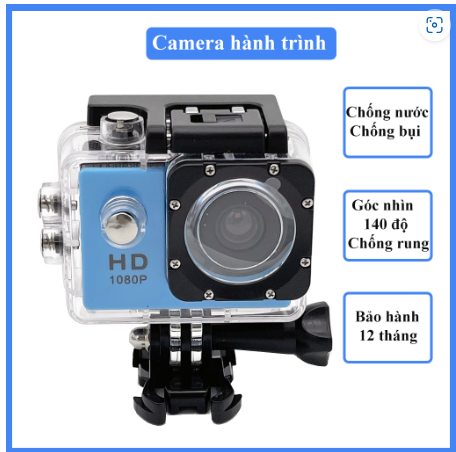 Camera hành trình
Chống nước
Chống bụi
Góc nhìn
140 độ
Chống rung
HD
1080P
Bảo hành
12 tháng